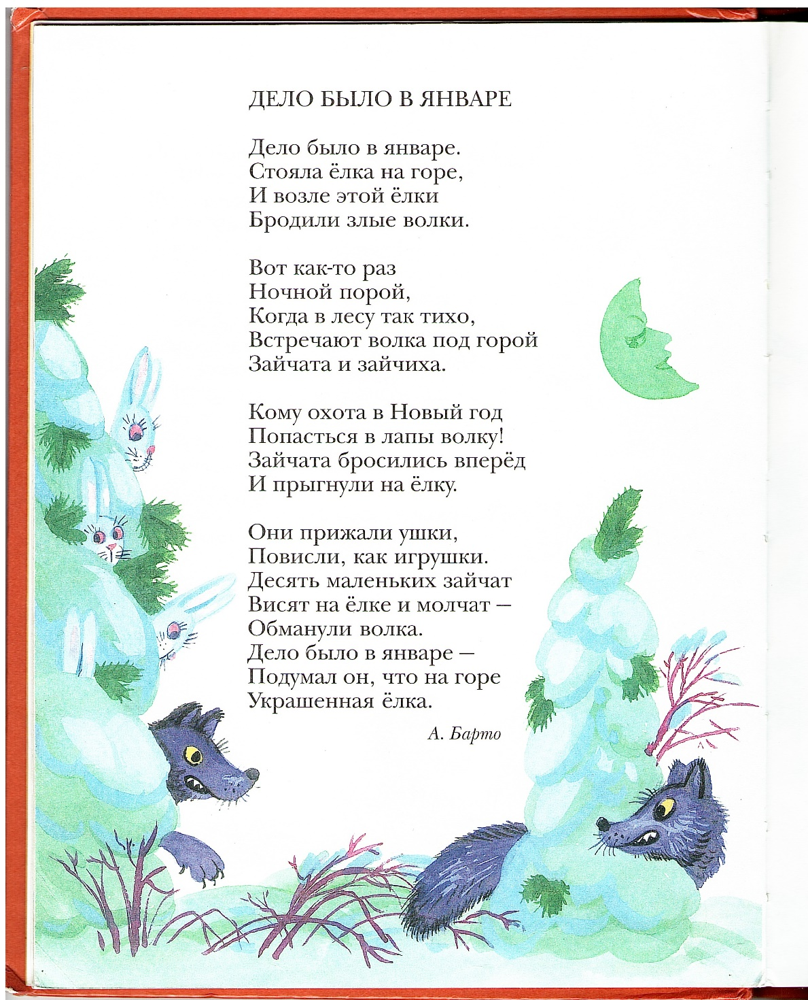 ДЕЛО БЫЛО В ЯНВАРЕ
Дело было в январе.
Стояла ёлка на горе,
И возле этой ёлки
Бродили злые волки.
Вот как-то раз
Ночной порой,
Когда в лесу так тихо,
Встречают волка под горой
Зайчата и зайчиха.
Кому охота в Новый год
Попасться в лапы волку!
Зайчата бросились вперёд
И прыгнули на ёлку.
Они прижали ушки,
Повисли, как игрушки.
Десять маленьких зайчат
Висят на ёлке и молчат —
Обманули волка.
Дело было в январе —
Подумал он, что на горе
Украшенная ёлка.
А. Барто